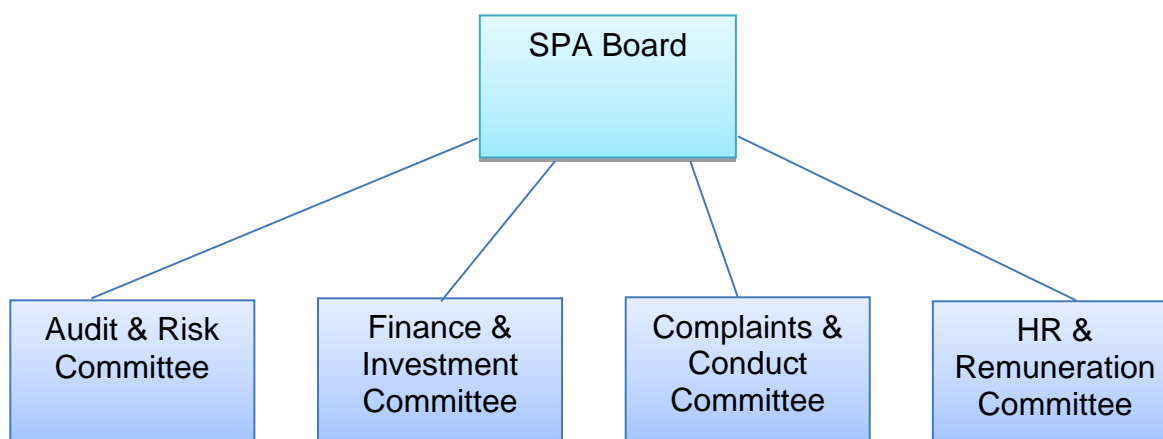 SPA Board
Audit & Risk
Committee
Finance &
Investment
Committee
Complaints &
Conduct
Committee
HR &
Remuneration
Committee